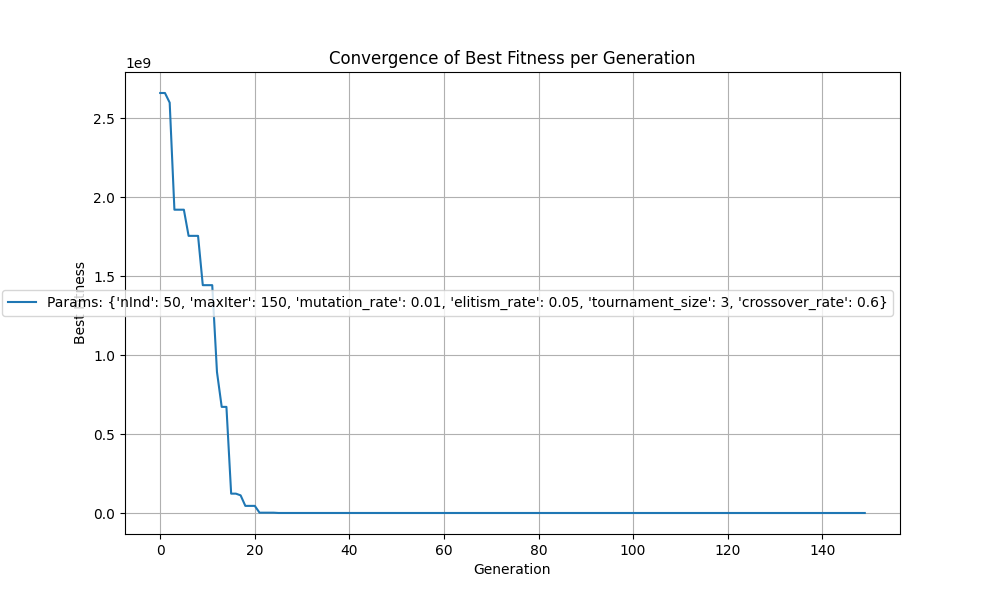 Convergence of Best Fitness per Generation
1e9
2.5
2.0
1.5
Params: {'nInd': 50, 'maxIter': 150, 'mutation_rate': 0.01, 'elitism_rate': 0.05, 'tournament_size': 3, 'crossover_rate': 0.6}
1.0
0.5
0.0
Best Fitness
0 20 40 60 80 100 120 140
Generation